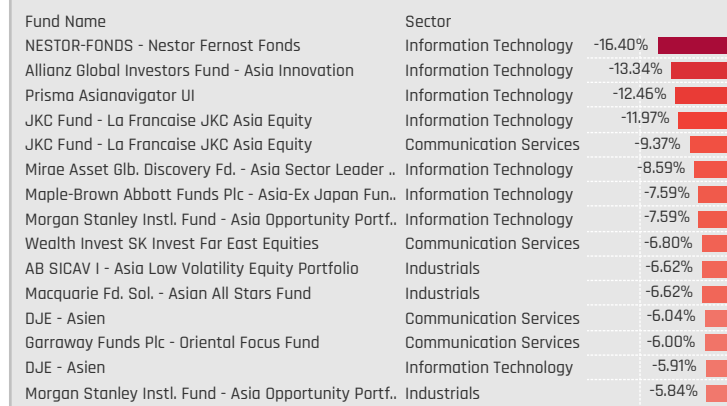 Fund Name Sector
NESTOR-FONDS - Nestor Fernost Fonds Information Technology -16.40%
Allianz Global Investors Fund - Asia Innovation Information Technology -13.34%
Prisma Asianavigator UI Information Technology -12.46%
JKC Fund - La Francaise JKC Asia Equity Information Technology -11.97%
JKC Fund - La Francaise JKC Asia Equity Communication Services -9.37%
Mirae Asset Glb. Discovery Fd. - Asia Sector Leader .. Information Technology -8.59%
Maple-Brown Abbott Funds Plc - Asia-Ex Japan Fun.. Information Technology -7.59%
Morgan Stanley Instl. Fund - Asia Opportunity Portf.. Information Technology -7.59%
Wealth Invest SK Invest Far East Equities Communication Services -6.80%
AB SICAV I - Asia Low Volatility Equity Portfolio Industrials -6.62%
Macquarie Fd. Sol. - Asian All Stars Fund Industrials -6.62%
DJE - Asien Communication Services -6.04%
Garraway Funds Plc - Oriental Focus Fund Communication Services -6.00%
DJE - Asien Information Technology -5.91%
Morgan Stanley Instl. Fund - Asia Opportunity Portf.. Industrials -5.84%